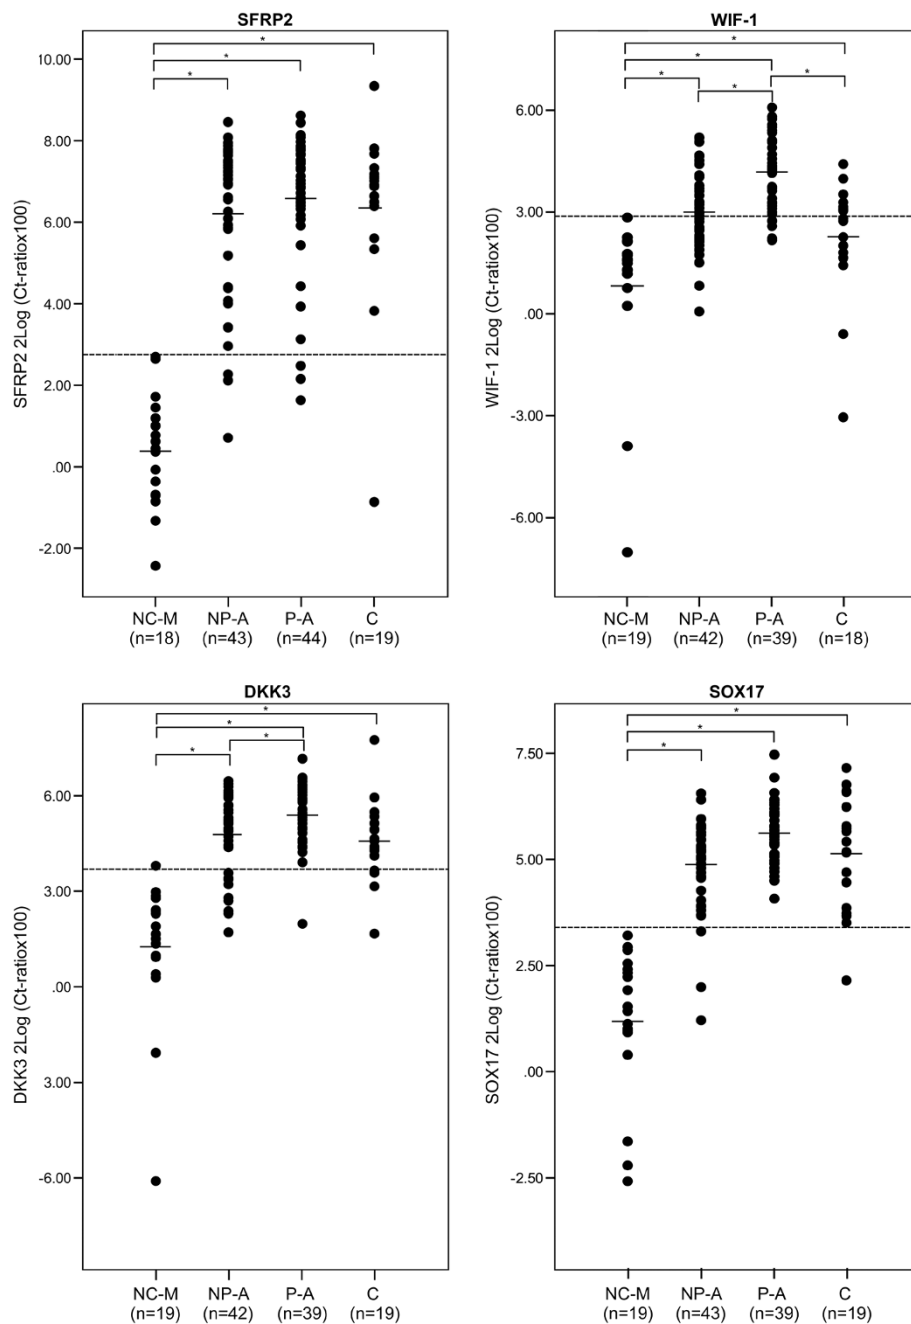 SFRP2
*
*
*
10.00
8.00
6.00
4.00
2.00
.00
-2.00
SFRP2 2Log (Ct-ratiox100)
NC-M NP-A P-A C
(n=18) (n=43) (n=44) (n=19)
WIF-1
*
*
*
*
*
6.00
3.00
.00
-3.00
-6.00
WIF-1 2Log (Ct-ratiox100)
NC-M NP-A P-A C
(n=19) (n=42) (n=39) (n=18)
DKK3
*
*
*
*
6.00
3.00
.00
3.00
-6.00
DKK3 2Log (Ct-ratiox100)
NC-M NP-A P-A C
(n=19) (n=42) (n=39) (n=19)
SOX17
*
*
*
7.50
5.00
2.50
.00
-2.50
SOX17 2Log (Ct-ratiox100)
NC-M NP-A P-A C
(n=19) (n=43) (n=39) (n=19)